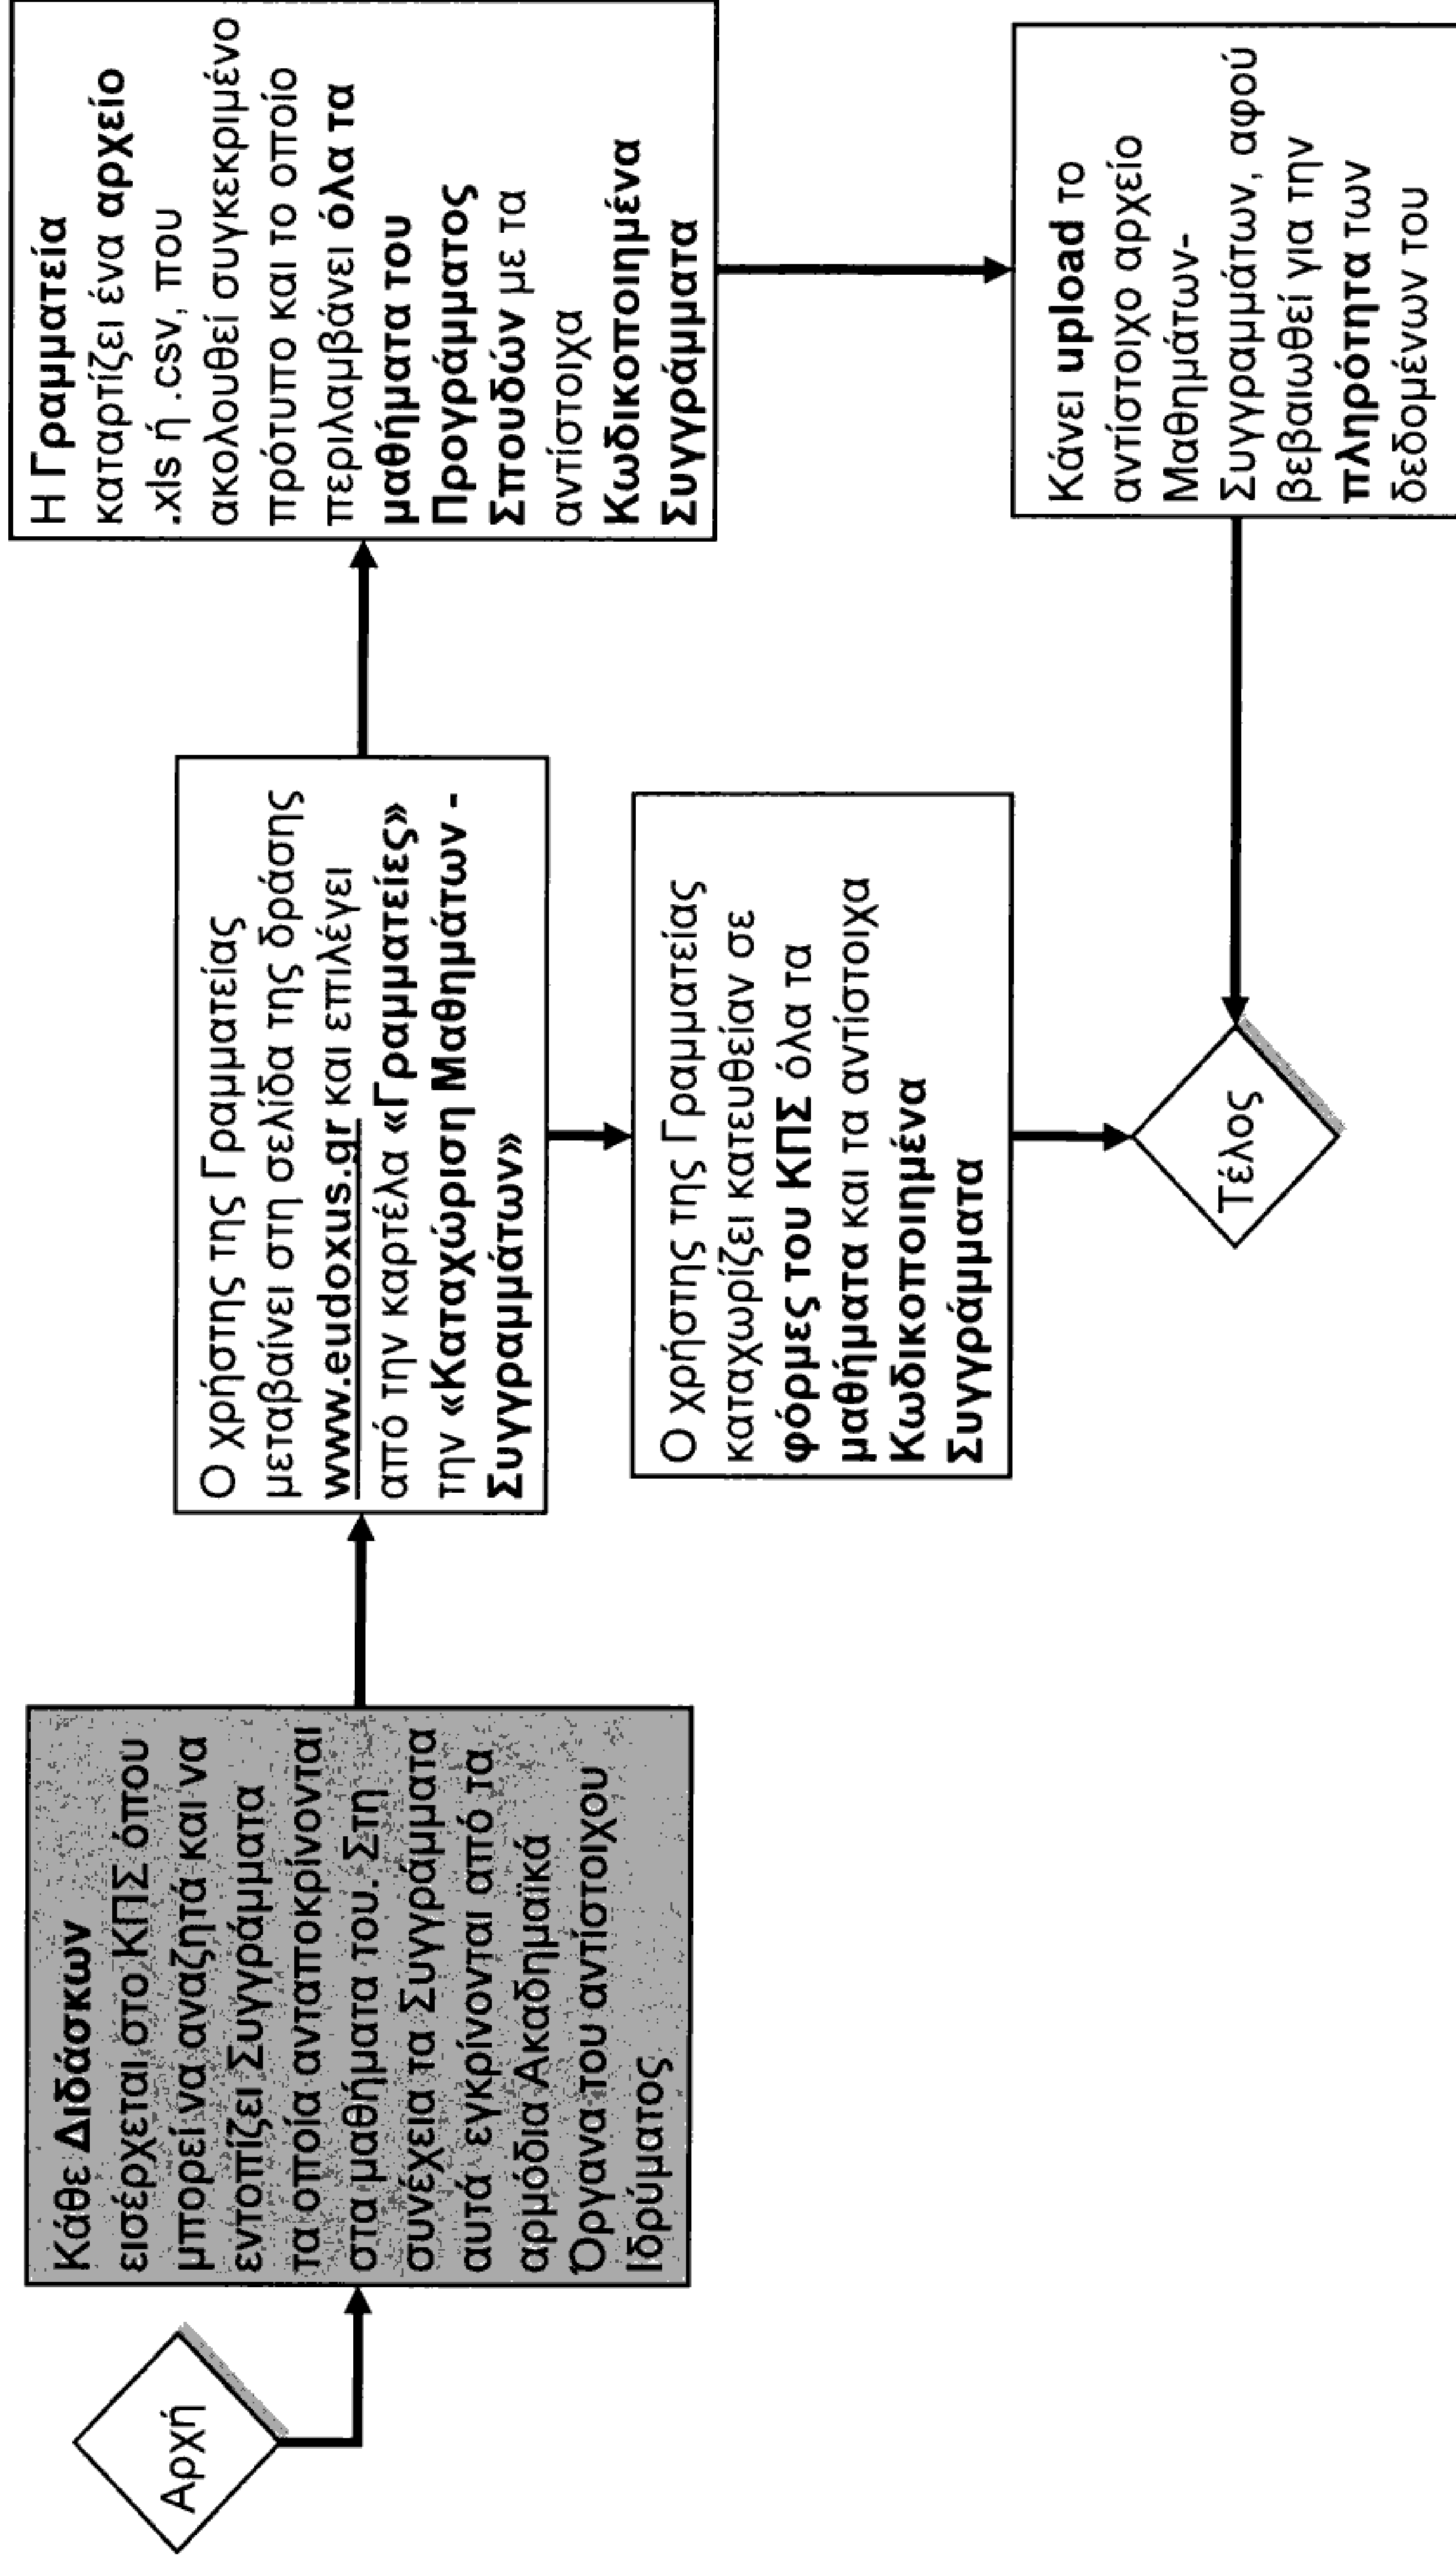 Αρχή
Κάθε Διδάσκων
εισέρχεται στο ΚΠΣ όπου
μπορεί να αναζητά και να
εντοπίζει Συγγράμματα
τα οποία ανταποκρίνονται
στα μαθήματα του. Στη
συνέχεια τα Συγγράμματα
αυτά εγκρίνονται από τα
αρμόδια Ακαδημαϊκά
Όργανα του αντίστοιχου
Ιδρύματος
Ο χρήστης της Γραμματείας
μεταβαίνει στη σελίδα της δράσης
www.eudoxus.gr και επιλέγει
από την καρτέλα «Γραμματείες»
την «Καταχώριση Μαθημάτων -
Συγγραμμάτων»
Η Γραμματεία
καταρτίζει ένα αρχείο
.xls ή .csv, που
ακολουθεί συγκεκριμένο
πρότυπο και το οποίο
περιλαμβάνει όλα τα
μαθήματα του
Προγράμματος
Σπουδών με τα
αντίστοιχα
Κωδικοποιημένα
Συγγράμματα
Ο χρήστης της Γραμματείας
καταχωρίζει κατευθείαν σε
φόρμες του ΚΠΣ όλα τα
μαθήματα και τα αντίστοιχα
Κωδικοποιημένα
Συγγράμματα
Κάνει upload το
αντίστοιχο αρχείο
Μαθημάτων-
Συγγραμμάτων, αφού
βεβαιωθεί για την
πληρότητα των
δεδομένων του
Τέλος